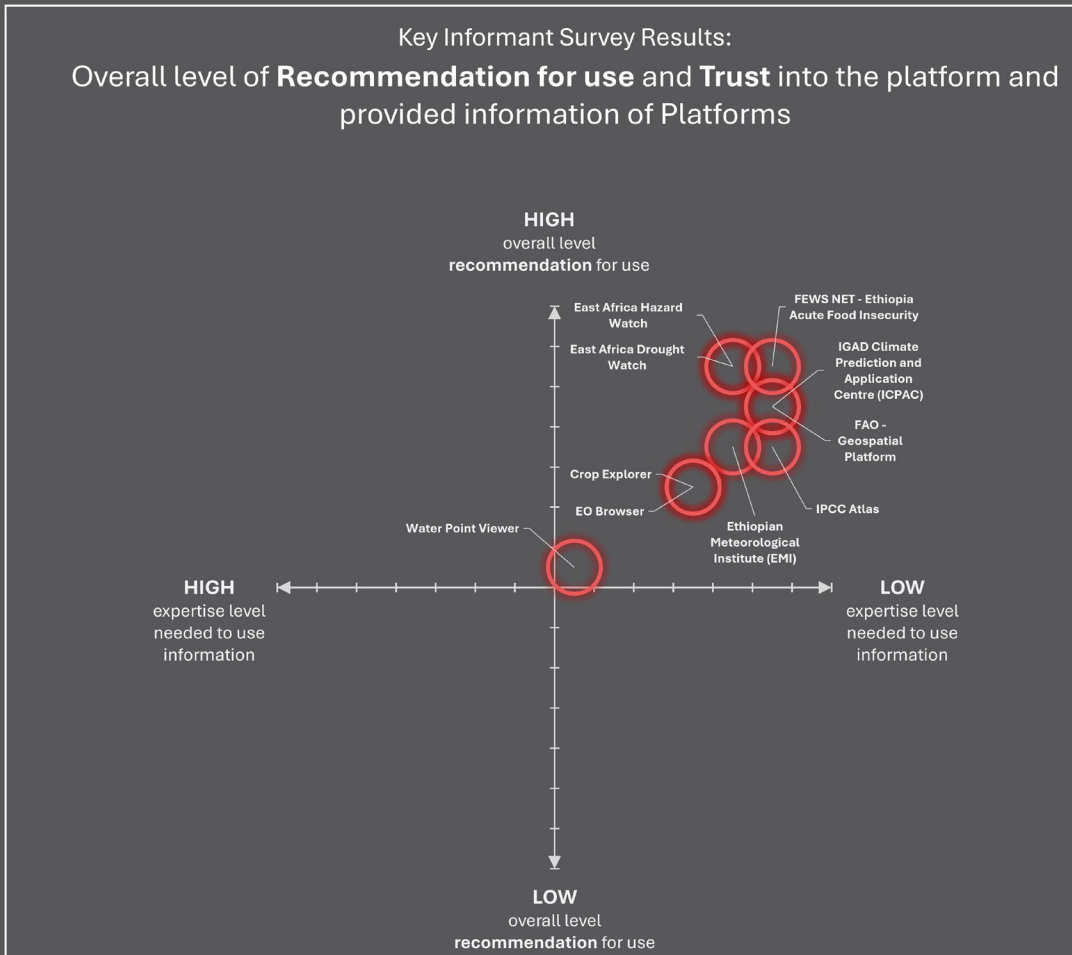 Key Informant Survey Results:
Overall level of Recommendation for use and Trust into the platform and
provided information of Platforms
HIGH
overall level
recommendation for use
East Africa Hazard
Watch
FEWS NET - Ethiopia
Acute Food Insecurity
East Africa Drought
Watch
IGAD Climate
Prediction and
Application
Centre (ICPAC)
FAO -
Geospatial
Platform
Crop Explorer
EO Browser
IPCC Atlas
Ethiopian
Meteorological
Institute (EMI)
Water Point Viewer
HIGH
expertise level
needed to use
information
LOW
expertise level
needed to use
information
LOW
overall level
recommendation for use